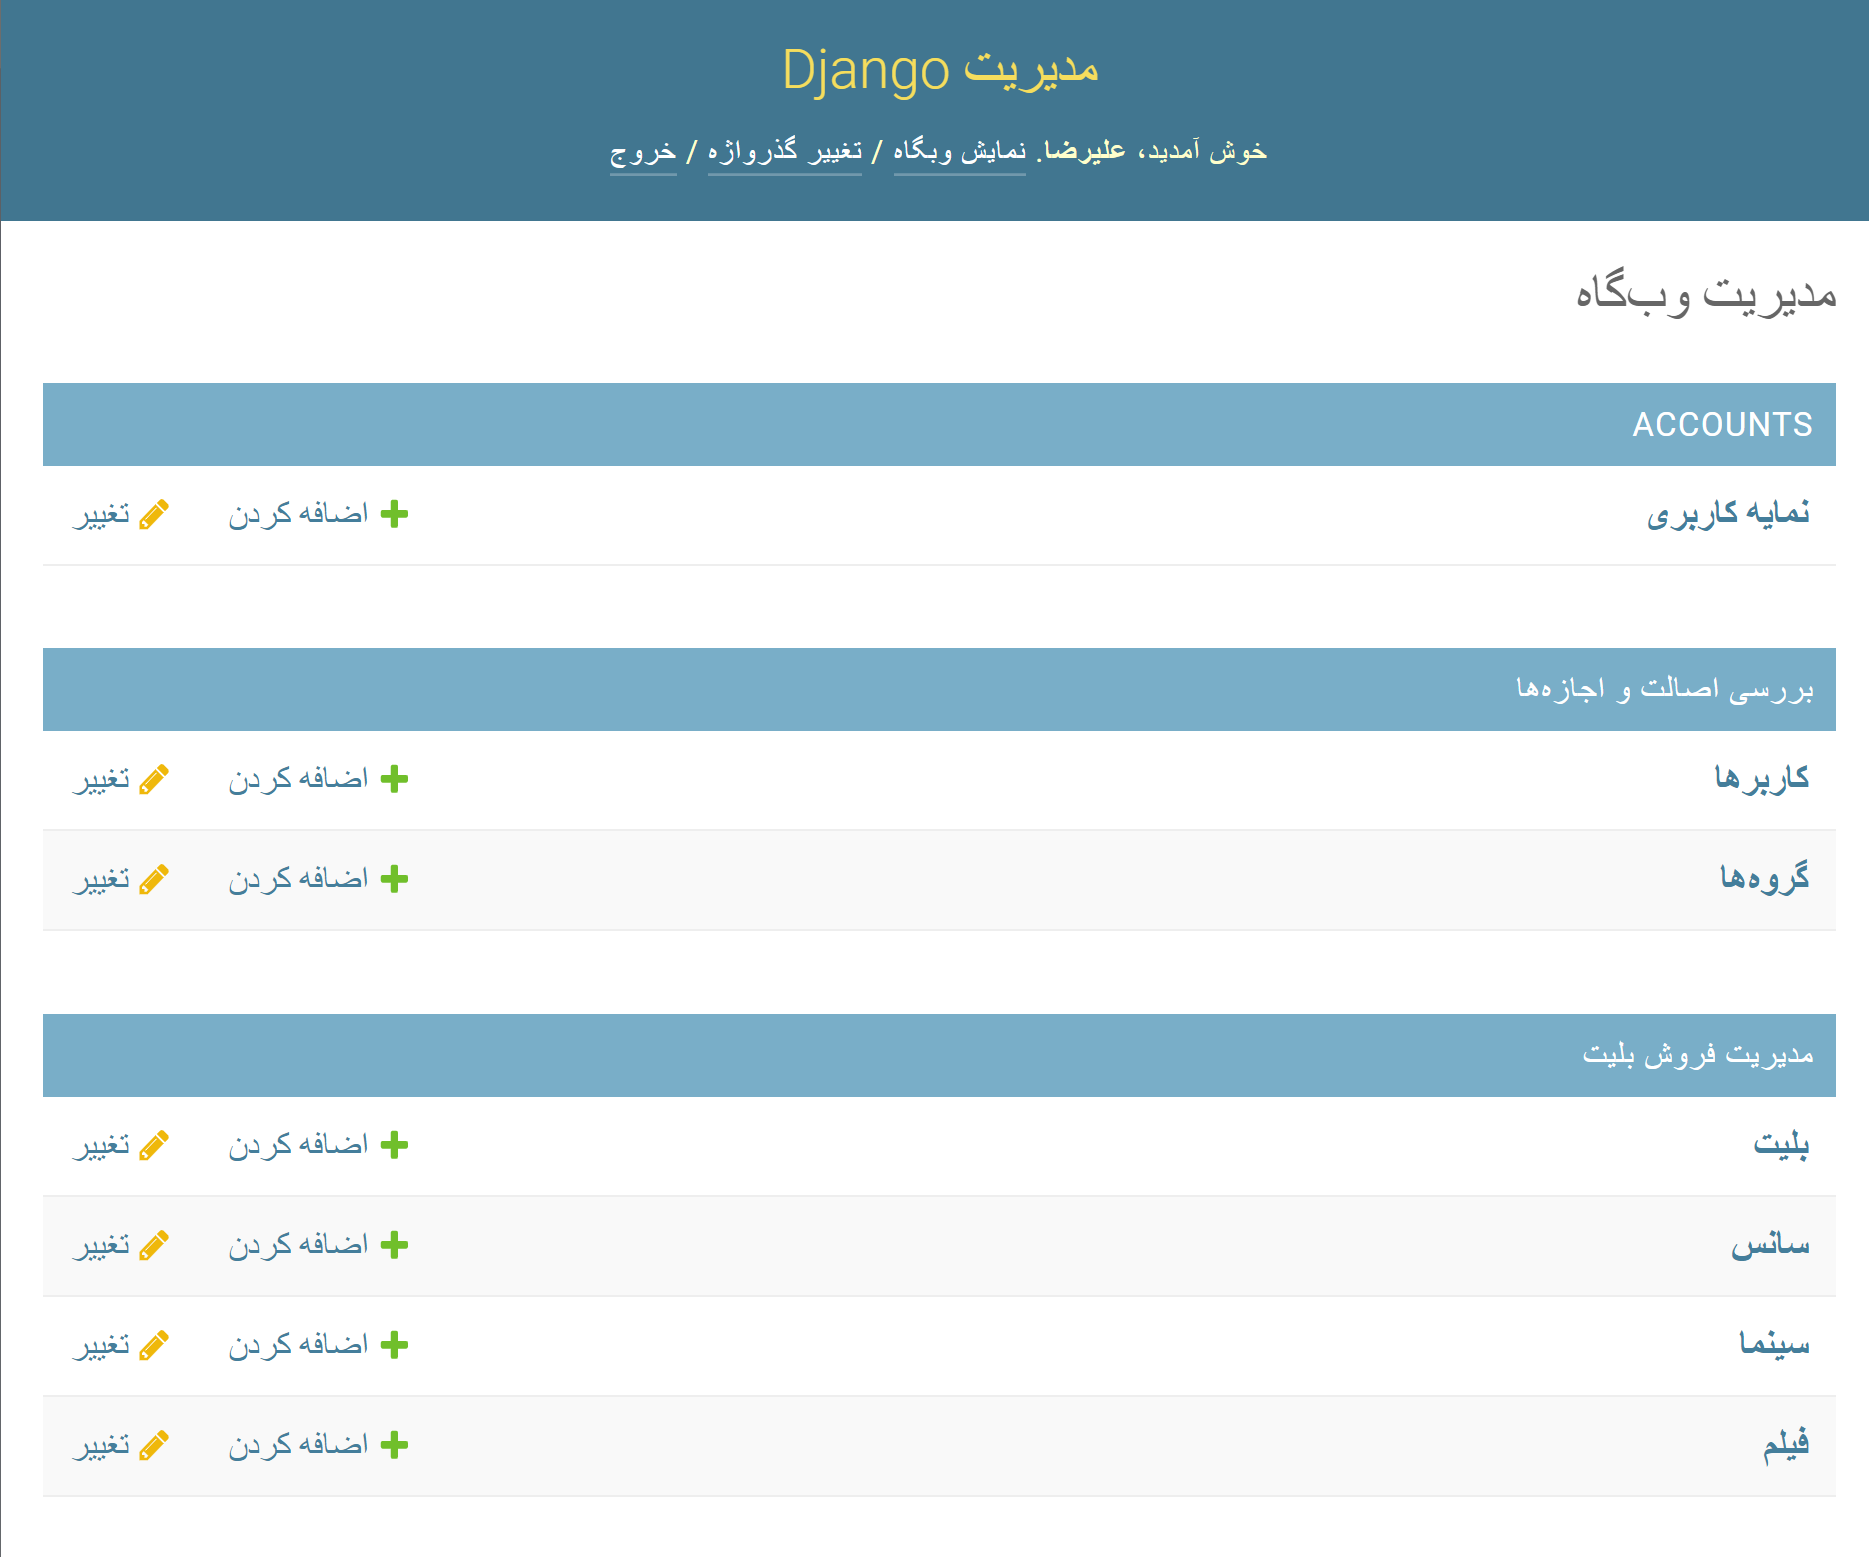 مدیریت Django
خوش آمدید، علیرضا. نمایش وبگاه / تغییر گذرواژه / خروج
مدیریت وب‌گاه
ACCOUNTS
نمایه کاربری اضافه کردن تغییر
بررسی اصالت و اجازه‌ها
کاربرها اضافه کردن تغییر
گروه‌ها اضافه کردن تغییر
مدیریت فروش بلیت
بلیت اضافه کردن تغییر
سانس اضافه کردن تغییر
سینما اضافه کردن تغییر
فیلم اضافه کردن تغییر